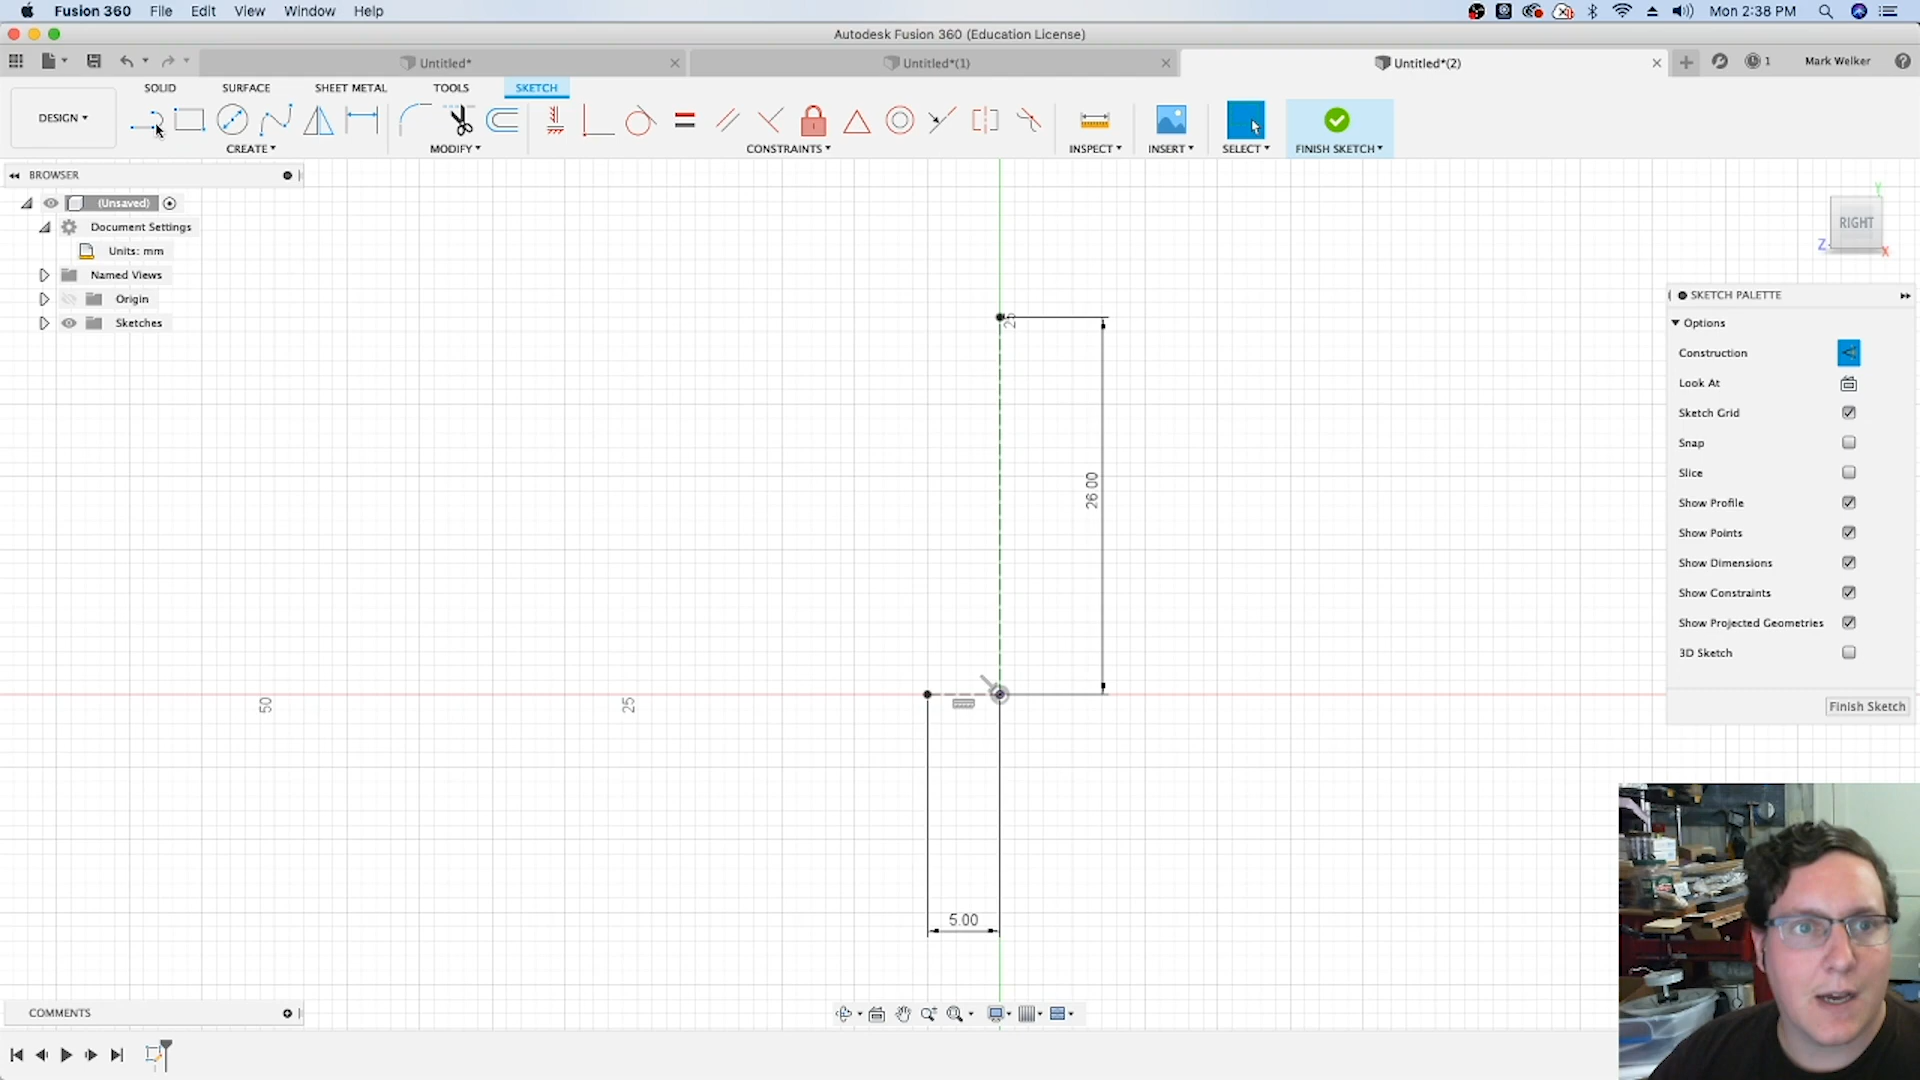 Fusion 360 File Edit View Window Help Mon 2:38 PM
Autodesk Fusion 360 (Education License)
Untitled* Untitled*(1) Untitled*(2) 1 Mark Welker
SOLID SURFACE SHEET METAL TOOLS SKETCH
DESIGN
CREATE MODIFY CONSTRAINTS INSPECT INSERT SELECT FINISH SKETCH
BROWSER
(Unsaved)
Document Settings
Units: mm
Named Views
Origin
Sketches
Y
RIGHT
Z
X
SKETCH PALETTE
Options
Construction
Look At
Sketch Grid
Snap
Slice
Show Profile
Show Points
Show Dimensions
Show Constraints
Show Projected Geometries
3D Sketch
Finish Sketch
26.00
50
25
5.00
COMMENTS